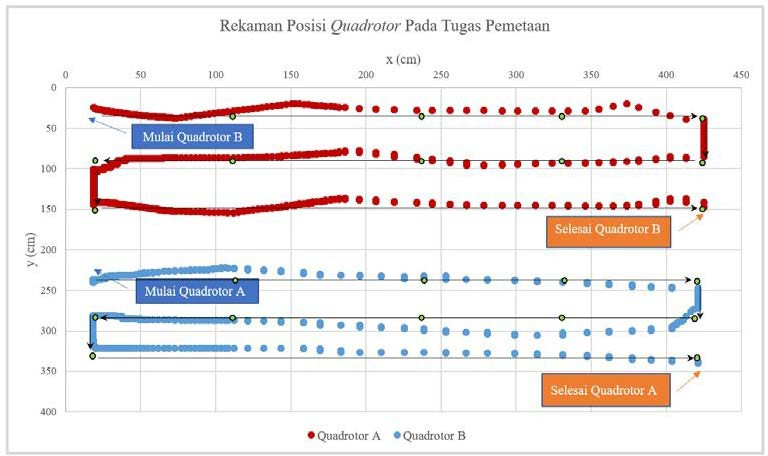 Rekaman Posisi Quadrotor Pada Tugas Pemetaan
x (cm)
0 50 100 150 200 250 300 350 400 450
0
50
100
150
200
250
300
350
400
y (cm)
Mulai Quadrotor B
Selesai Quadrotor B
Mulai Quadrotor A
Selesai Quadrotor A
Quadrotor A Quadrotor B